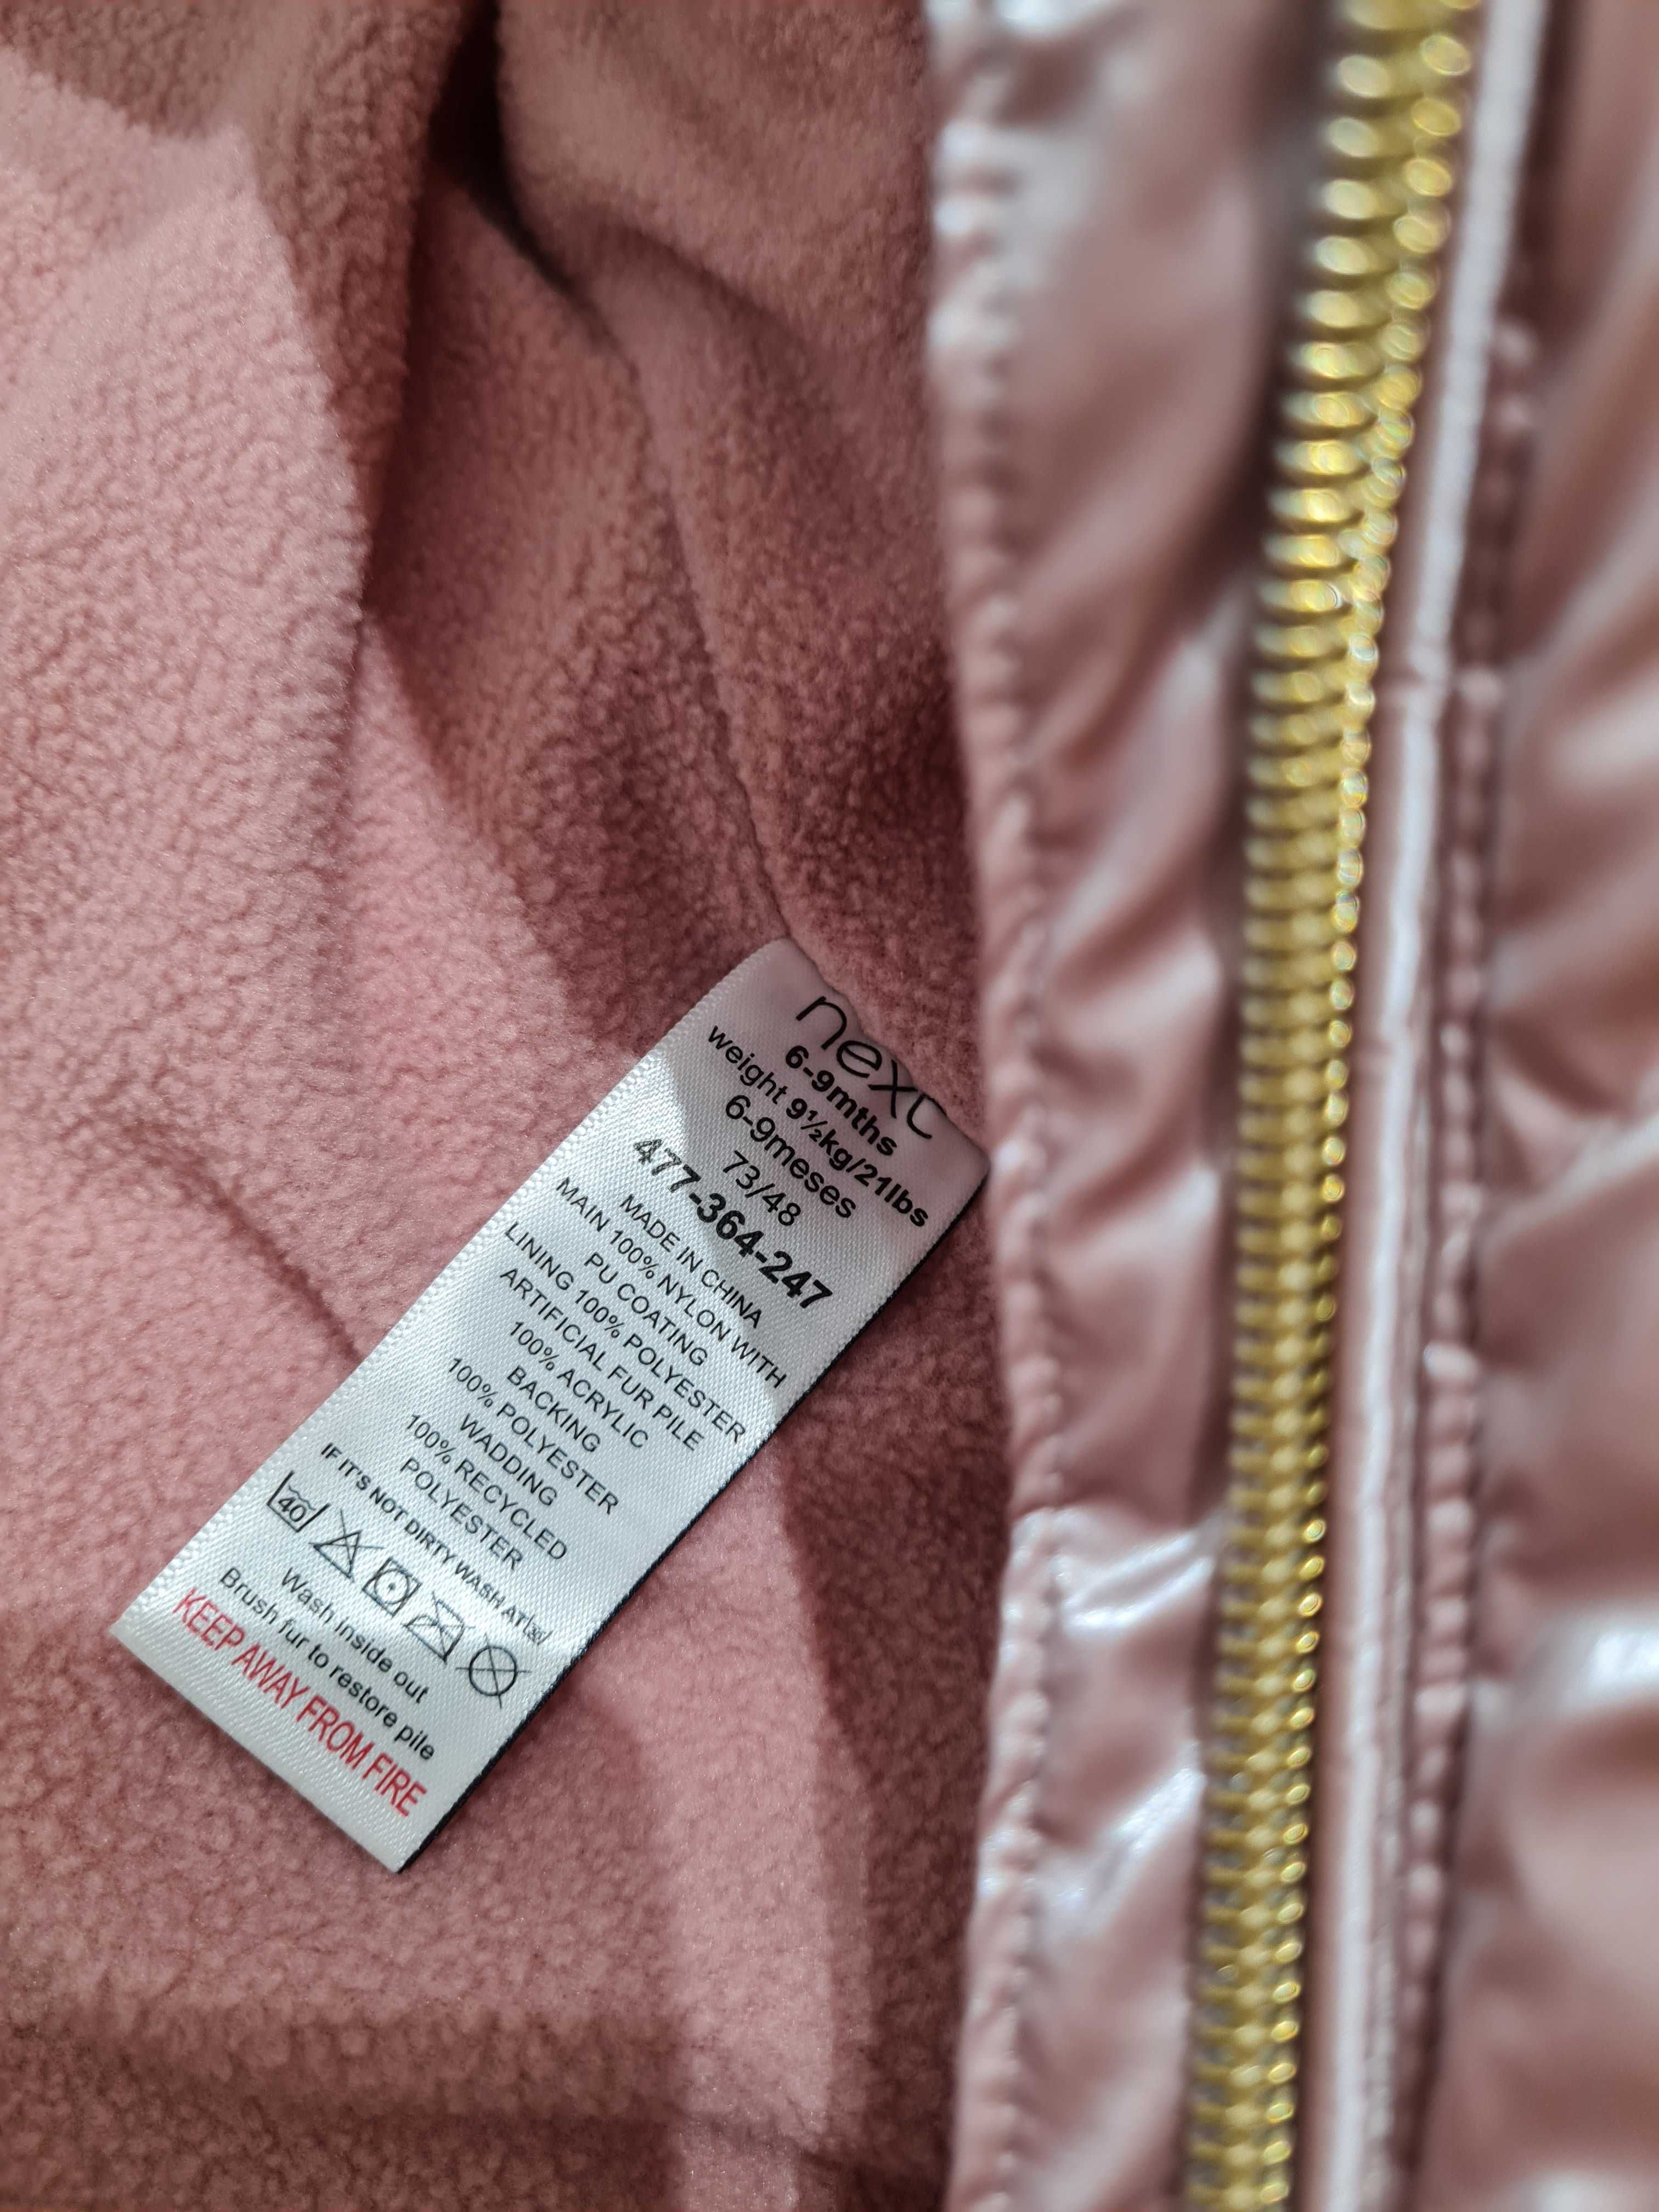 next
6-9mths
weight 9½kg/21lbs
6-9meses
73/48
477-364-247
MADE IN CHINA
MAIN 100% NYLON WITH
PU COATING
LINING 100% POLYESTER
ARTIFICIAL FUR PILE
100% ACRYLIC
BACKING
100% POLYESTER
WADDING
100% RECYCLED
POLYESTER
IF IT'S NOT DIRTY WASH AT 30
40
Wash inside out
Brush fur to restore pile
KEEP AWAY FROM FIRE